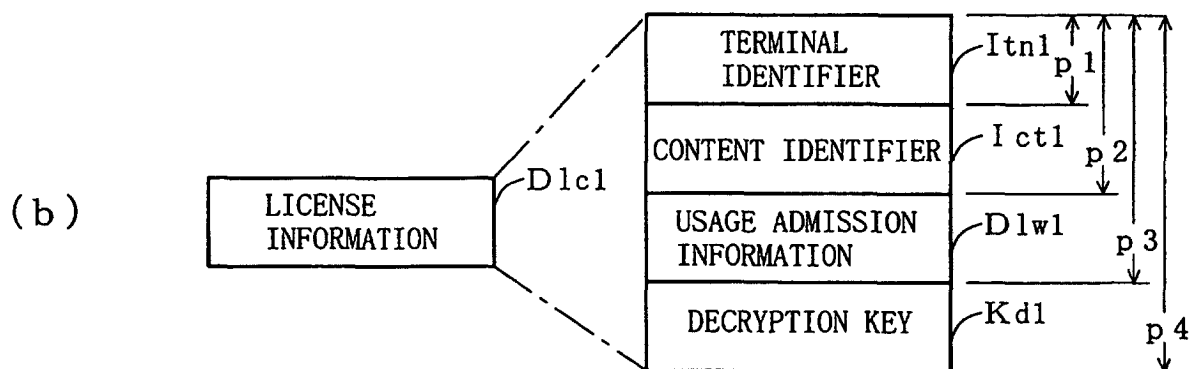 TERMINAL
IDENTIFIER
Itn1
p1
CONTENT IDENTIFIER
Ict1
p2
(b)
LICENSE
INFORMATION
Dlc1
USAGE ADMISSION
INFORMATION
Dlw1
p3
DECRYPTION KEY
Kd1
p4